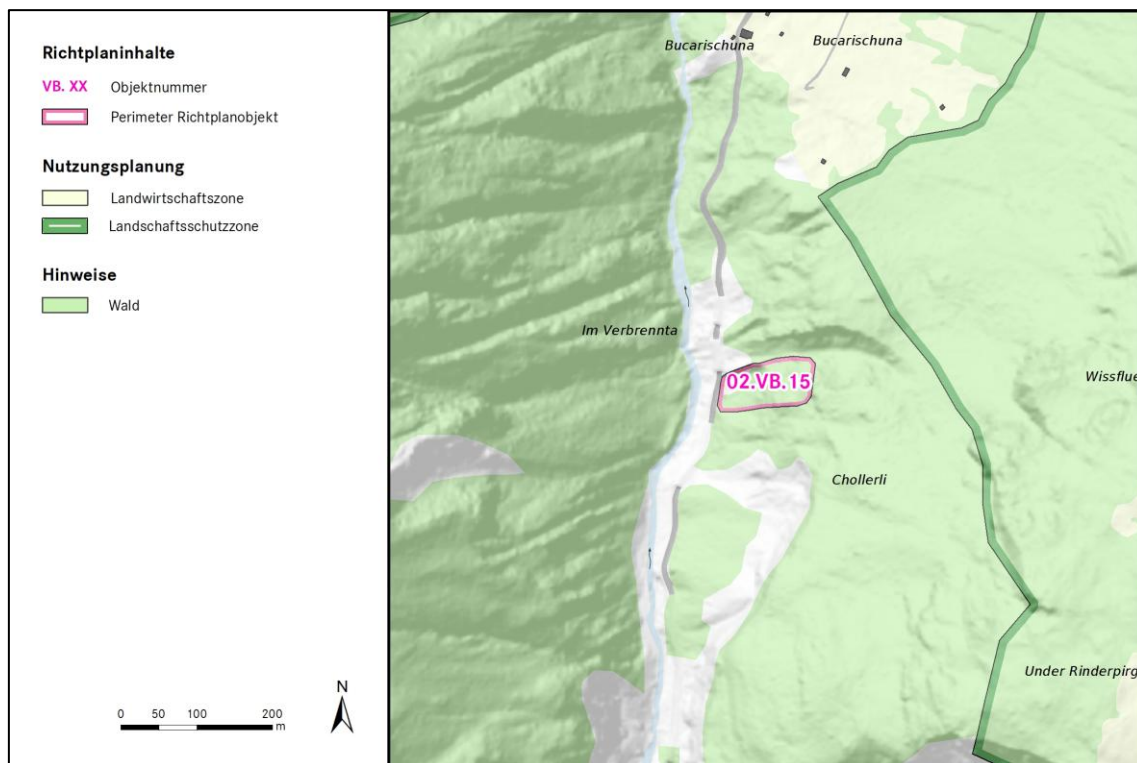 Richtplaninhalte
VB. XX Objektnummer
Perimeter Richtplanobjekt
Nutzungsplanung
Landwirtschaftszone
Landschaftsschutzzone
Hinweise
Wald
N
0 50 100 200
m
Bucarischuna
Bucarischuna
Im Verbrennta
02.VB.15
Wissflue
Chollerli
Under Rinderpirg